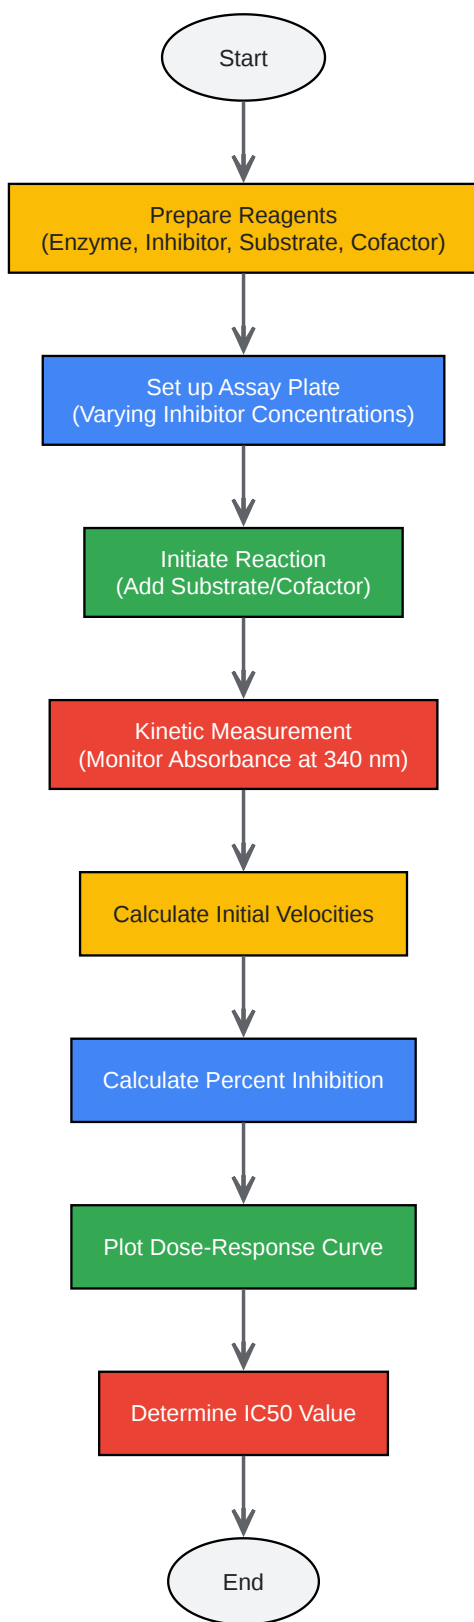 Start
Prepare Reagents
(Enzyme, Inhibitor, Substrate, Cofactor)
Set up Assay Plate
(Varying Inhibitor Concentrations)
Initiate Reaction
(Add Substrate/Cofactor)
Kinetic Measurement
(Monitor Absorbance at 340 nm)
Calculate Initial Velocities
Calculate Percent Inhibition
Plot Dose-Response Curve
Determine IC50 Value
End